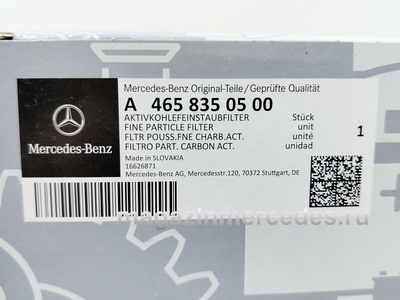 Mercedes-Benz Original-Teile/Geprüfte Qualität
A 465 835 05 00
AKTIVKOHLEFEINSTAUBFILTER Stück
FINE PARTICLE FILTER unit
FLTR POUSS.FNE CHARB.ACT. unité
FILTRO PART. CARBON ACT. unidad
1
Mercedes-Benz
Made in SLOVAKIA
16626871
Mercedes-Benz AG, Mercedesstr.120, 70372 Stuttgart, DE
magazinmercedes.ru